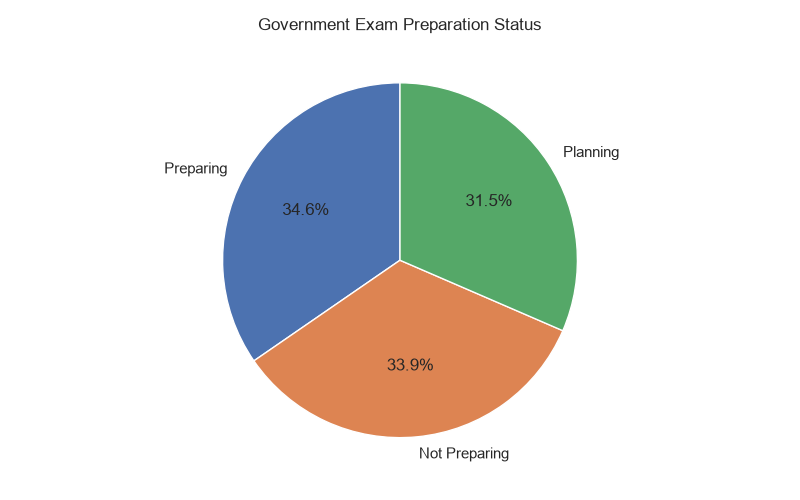 Government Exam Preparation Status
Planning
Preparing
31.5%
34.6%
33.9%
Not Preparing